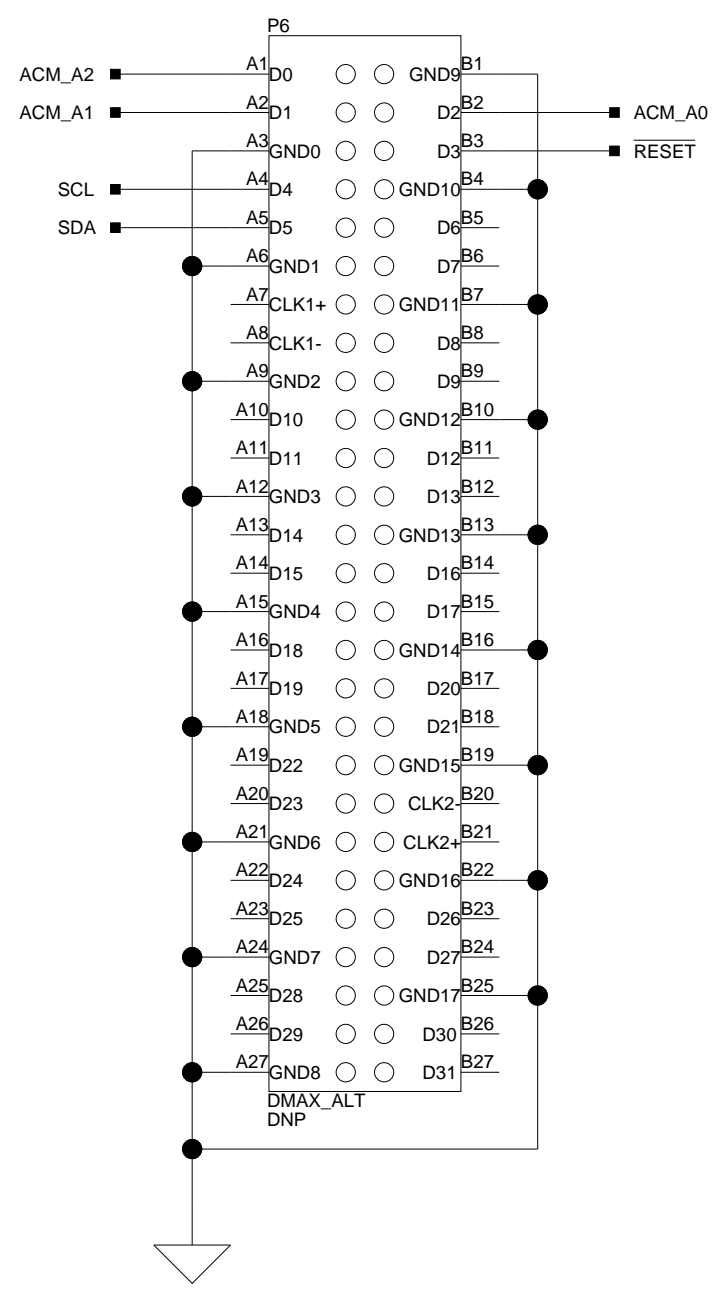 P6
ACM_A2 A1 D0 GND9 B1
ACM_A1 A2 D1 D2 B2 ACM_A0
A3 GND0 D3 B3 RESET
SCL A4 D4 GND10 B4
SDA A5 D5 D6 B5
A6 GND1 D7 B6
A7 CLK1+ GND11 B7
A8 CLK1- D8 B8
A9 GND2 D9 B9
A10 D10 GND12 B10
A11 D11 D12 B11
A12 GND3 D13 B12
A13 D14 GND13 B13
A14 D15 D16 B14
A15 GND4 D17 B15
A16 D18 GND14 B16
A17 D19 D20 B17
A18 GND5 D21 B18
A19 D22 GND15 B19
A20 D23 CLK2- B20
A21 GND6 CLK2+ B21
A22 D24 GND16 B22
A23 D25 D26 B23
A24 GND7 D27 B24
A25 D28 GND17 B25
A26 D29 D30 B26
A27 GND8 D31 B27
DMAX_ALT
DNP